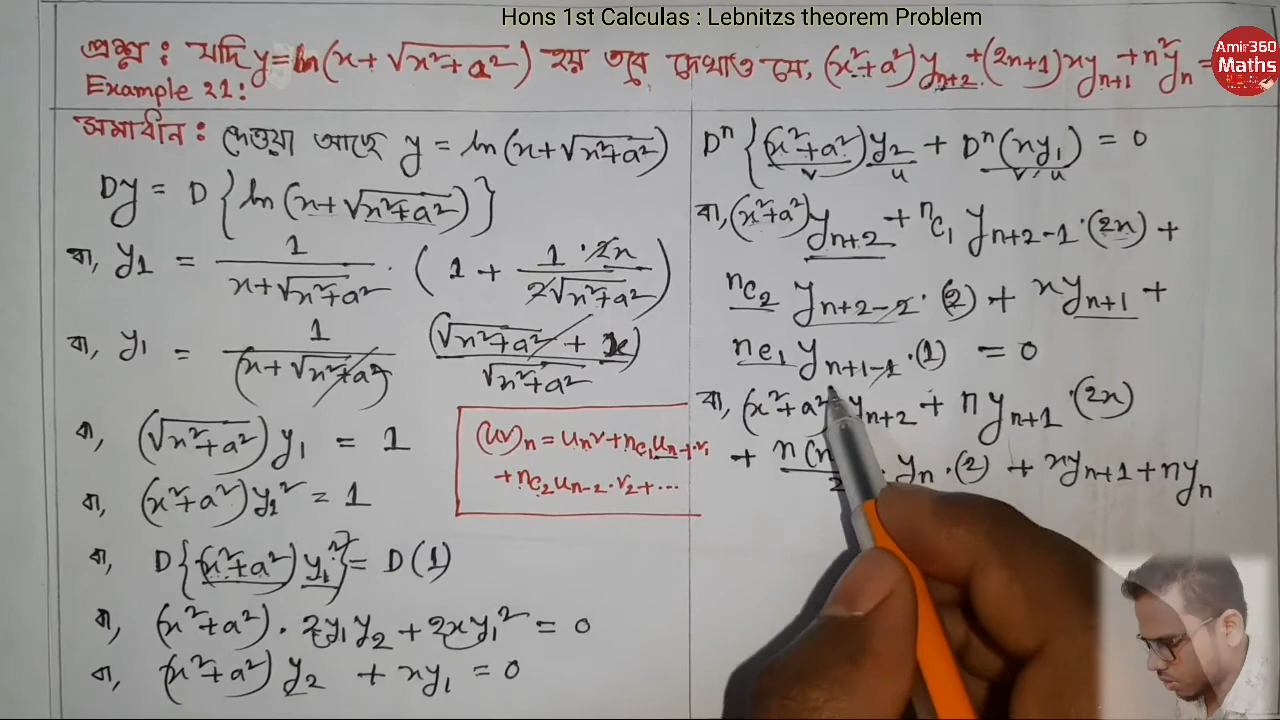 Hons 1st Calculas : Lebnitzs theorem Problem
Amir360 Maths
প্রশ্ন : যদি y = ln(x + √(x²+a²)) হয় তবে দেখাও যে, (x²+a²)yₙ₊₂ + (2n+1)xyₙ₊₁ + n²yₙ =
Example 21:
সমাধান : দেওয়া আছে y = ln(x + √(x²+a²))
Dy = D{ln(x + √(x²+a²))}
বা, y₁ = 1/(x + √(x²+a²)) · (1 + 1·2x/(2√(x²+a²)))
বা, y₁ = 1/(x + √(x²+a²)) (√(x²+a²) + x)/√(x²+a²)
বা, (√(x²+a²))y₁ = 1
বা, (x²+a²)y₁² = 1
বা, D{(x²+a²) y₁²} = D(1)
বা, (x²+a²) · 2y₁y₂ + 2xy₁² = 0
বা, (x²+a²)y₂ + xy₁ = 0
(uv)ₙ = uₙv + nc₁uₙ₋₁·v₁
+ nc₂uₙ₋₂·v₂ + ...
Dⁿ{(x²+a²)y₂ + Dⁿ(xy₁) = 0
v u v u
বা, (x²+a²)yₙ₊₂ + ⁿc₁ yₙ₊₂₋₁·(2x) +
ⁿc₂ yₙ₊₂₋₂·(2) + xyₙ₊₁ +
ⁿc₁ yₙ₊₁₋₁·(1) = 0
বা, (x²+a²)yₙ₊₂ + n yₙ₊₁·(2x)
+ n(n 2 · yₙ·(2) + xyₙ₊₁ + nyₙ